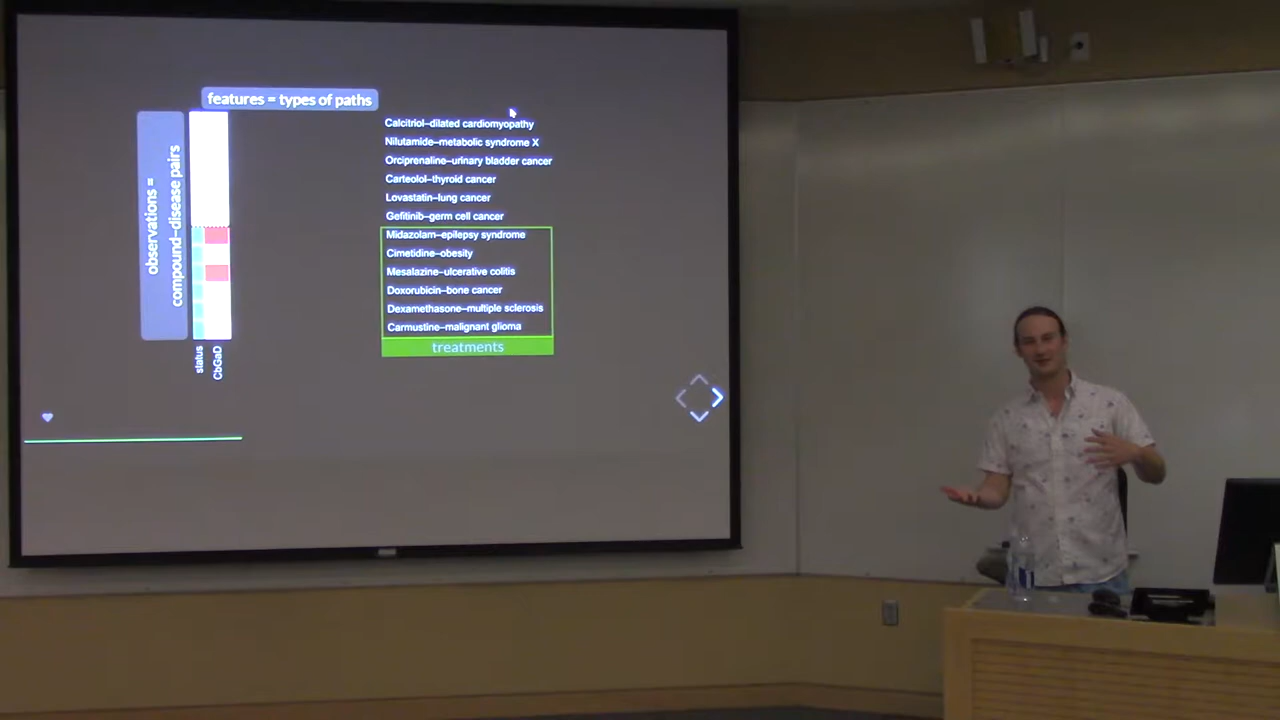 features = types of paths
observations =
compound–disease pairs
Calcitriol–dilated cardiomyopathy
Nilutamide–metabolic syndrome X
Orciprenaline–urinary bladder cancer
Carteolol–thyroid cancer
Lovastatin–lung cancer
Gefitinib–germ cell cancer
Midazolam–epilepsy syndrome
Cimetidine–obesity
Mesalazine–ulcerative colitis
Doxorubicin–bone cancer
Dexamethasone–multiple sclerosis
Carmustine–malignant glioma
treatments
status
CbGaD